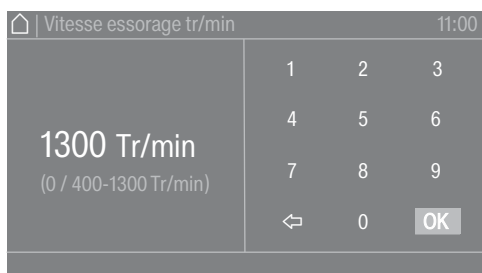 | Vitesse essorage tr/min 11:00
1300 Tr/min
(0 / 400-1300 Tr/min)
1 2 3
4 5 6
7 8 9
0 OK